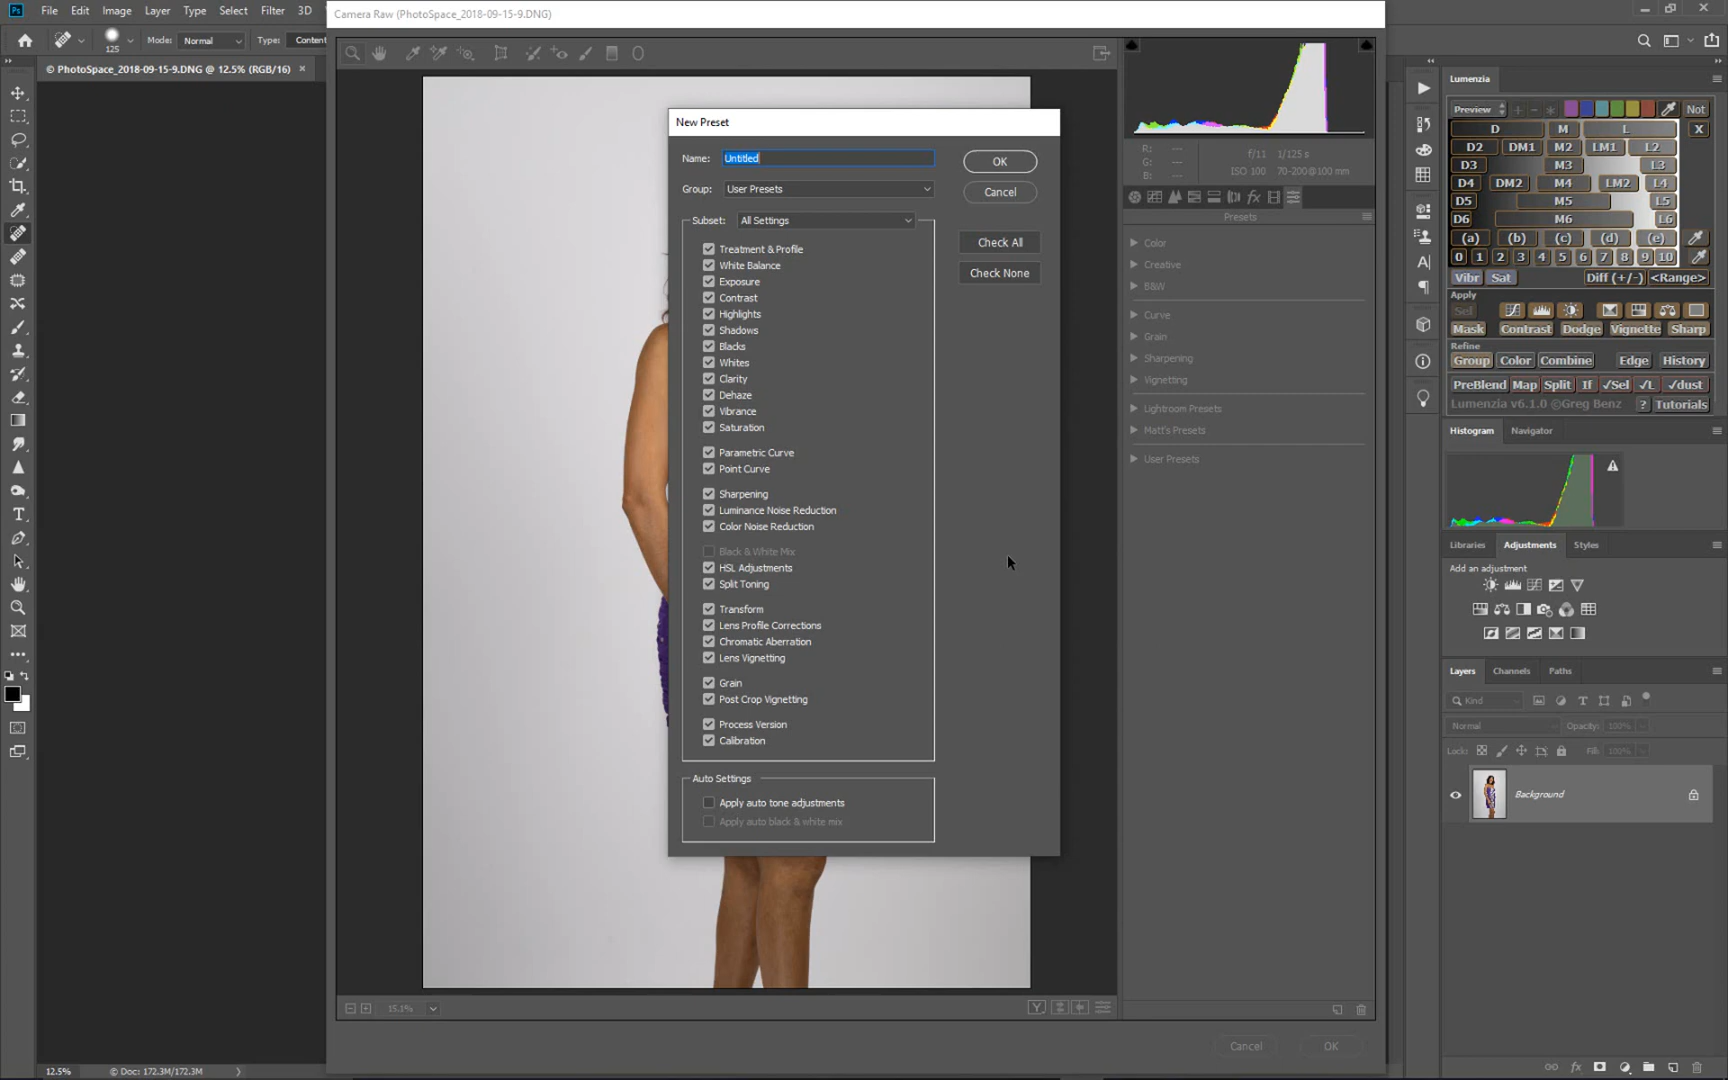 Ps File Edit Image Layer Type Select Filter 3D
Camera Raw (PhotoSpace_2018-09-15-9.DNG)
125 Mode: Normal Type: Content
© PhotoSpace_2018-09-15-9.DNG @ 12.5% (RGB/16) ×
New Preset
Name: Untitled
Group: User Presets
OK
Cancel
Subset: All Settings
Check All
Check None
Treatment & Profile
White Balance
Exposure
Contrast
Highlights
Shadows
Blacks
Whites
Clarity
Dehaze
Vibrance
Saturation
Parametric Curve
Point Curve
Sharpening
Luminance Noise Reduction
Color Noise Reduction
Black & White Mix
HSL Adjustments
Split Toning
Transform
Lens Profile Corrections
Chromatic Aberration
Lens Vignetting
Grain
Post Crop Vignetting
Process Version
Calibration
Auto Settings
Apply auto tone adjustments
Apply auto black & white mix
15.1%
Y
R: ---
G: ---
B: ---
f/11 1/125 s
ISO 100 70-200@100 mm
Presets
Color
Creative
B&W
Curve
Grain
Sharpening
Vignetting
Lightroom Presets
Matt's Presets
User Presets
Cancel OK
Lumenzia
Preview + - * Not
D M L X
D2 DM1 M2 LM1 L2
D3 M3 L3
D4 DM2 M4 LM2 L4
D5 M5 L5
D6 M6 L6
(a) (b) (c) (d) (e)
0 1 2 3 4 5 6 7 8 9 10
Vibr Sat Diff (+/-) <Range>
Apply
Sel
Mask Contrast Dodge Vignette Sharp
Refine
Group Color Combine Edge History
PreBlend Map Split If √Sel √L √dust
Lumenzia v6.1.0 ©Greg Benz ? Tutorials
Histogram Navigator
Libraries Adjustments Styles
Add an adjustment
Layers Channels Paths
Kind
Normal Opacity: 100%
Lock: Fill: 100%
Background
fx
12.5% © Doc: 172.3M/172.3M